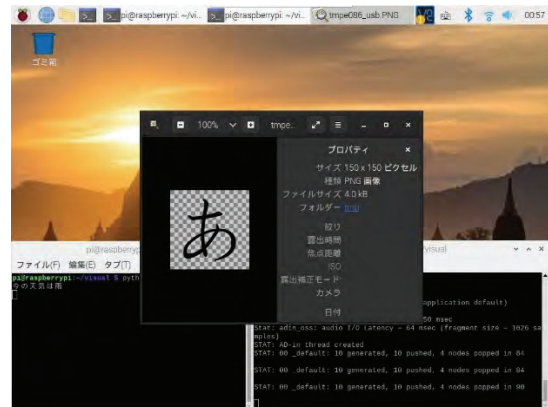 pi@raspberrypi: ~/vi..
pi@raspberrypi: ~/vi..
tmpe086_usb.PNG
00:57
ゴミ箱
100%
tmpe..
プロパティ
サイズ 150 x 150 ピクセル
種類 PNG 画像
ファイルサイズ 4.0 kB
フォルダー tmp
絞り
露出時間
焦点距離
ISO
露出補正モード
カメラ
日付
あ
pi@raspberryp
ファイル(F) 編集(E) タブ(T)
pi@raspberrypi:~/visual $ pyth
今の天気は雨
/visual
application default)
50 msec
Stat: adin_oss: audio I/O Latency = 64 msec (fragment size = 1026 sa
mples)
STAT: AD-in thread created
STAT: 00 _default: 10 generated, 10 pushed, 4 nodes popped in 84
STAT: 00 _default: 10 generated, 10 pushed, 4 nodes popped in 84
STAT: 00 _default: 10 generated, 10 pushed, 4 nodes popped in 90